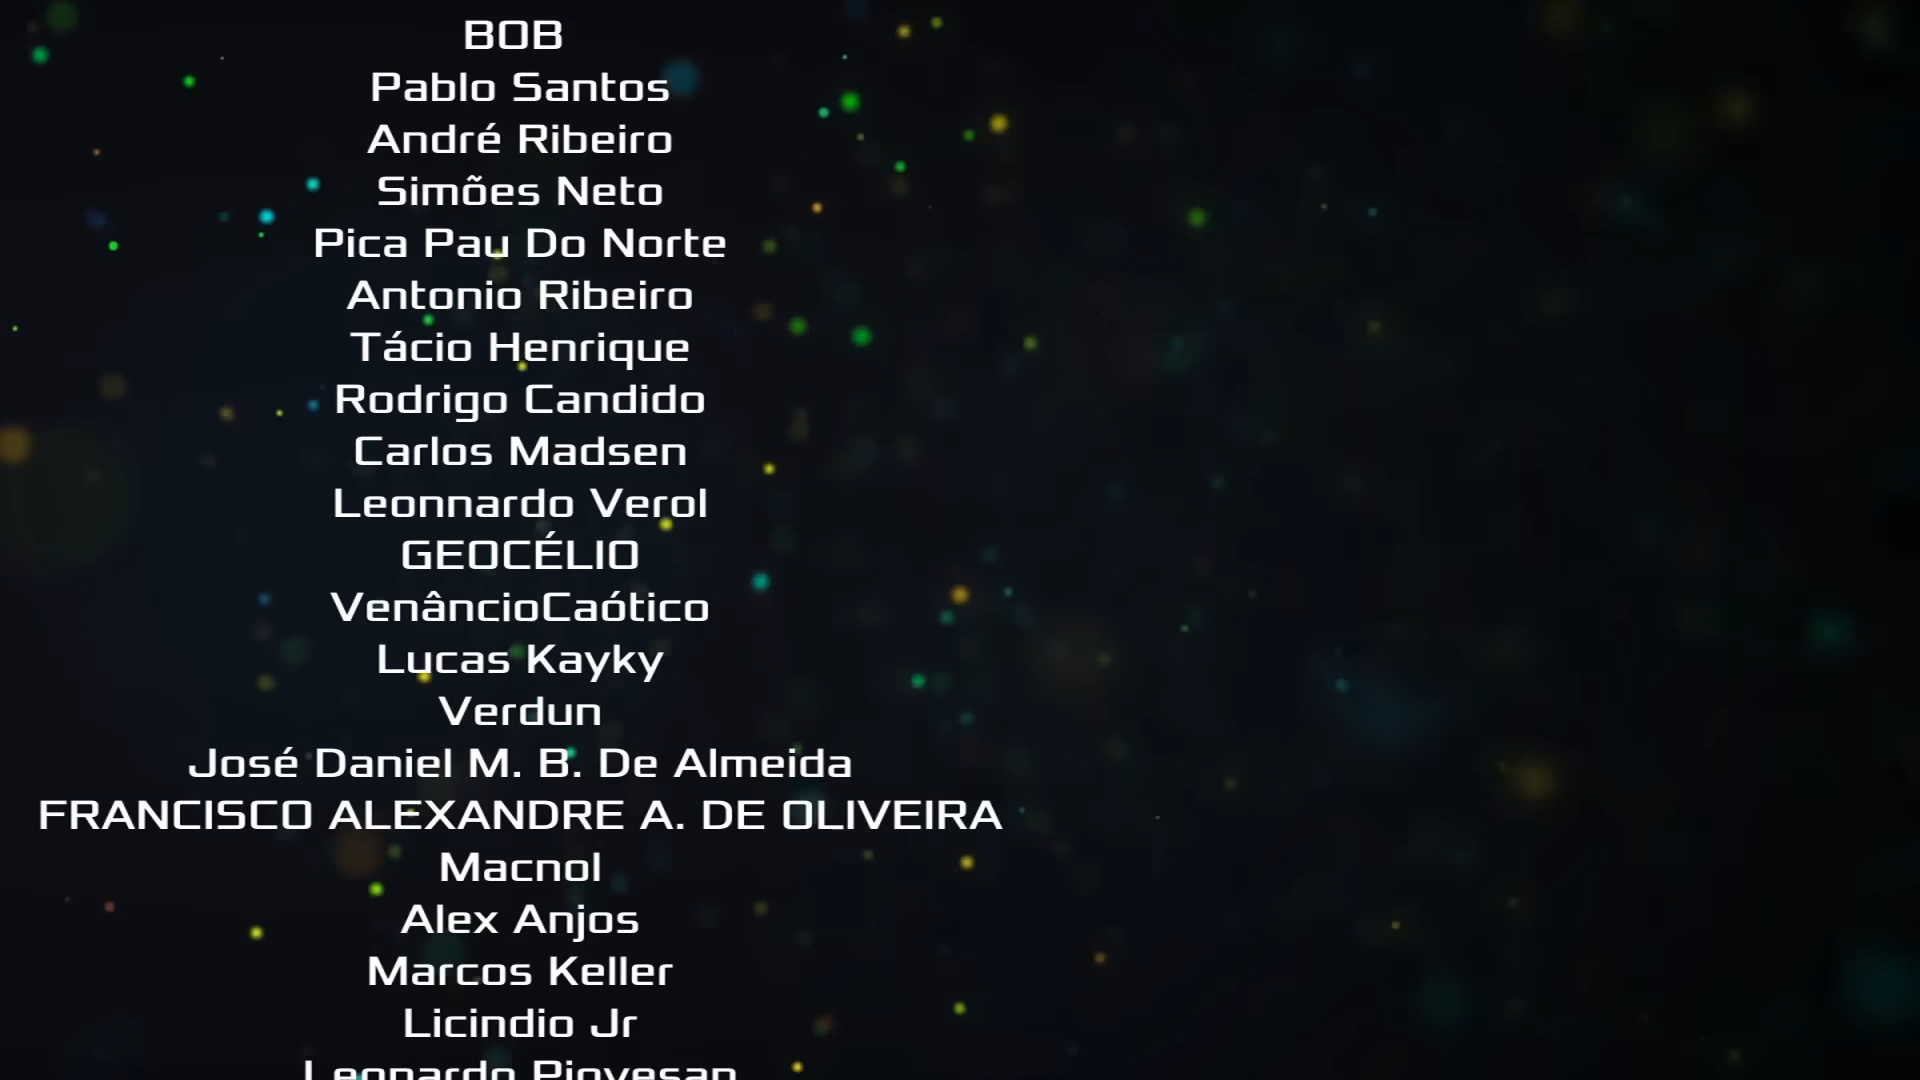 BOB
Pablo Santos
André Ribeiro
Simões Neto
Pica Pau Do Norte
Antonio Ribeiro
Tácio Henrique
Rodrigo Candido
Carlos Madsen
Leonnardo Verol
GEOCÉLIO
VenâncioCaótico
Lucas Kayky
Verdun
José Daniel M. B. De Almeida
FRANCISCO ALEXANDRE A. DE OLIVEIRA
Macnol
Alex Anjos
Marcos Keller
Licindio Jr
Leonardo Piovesan